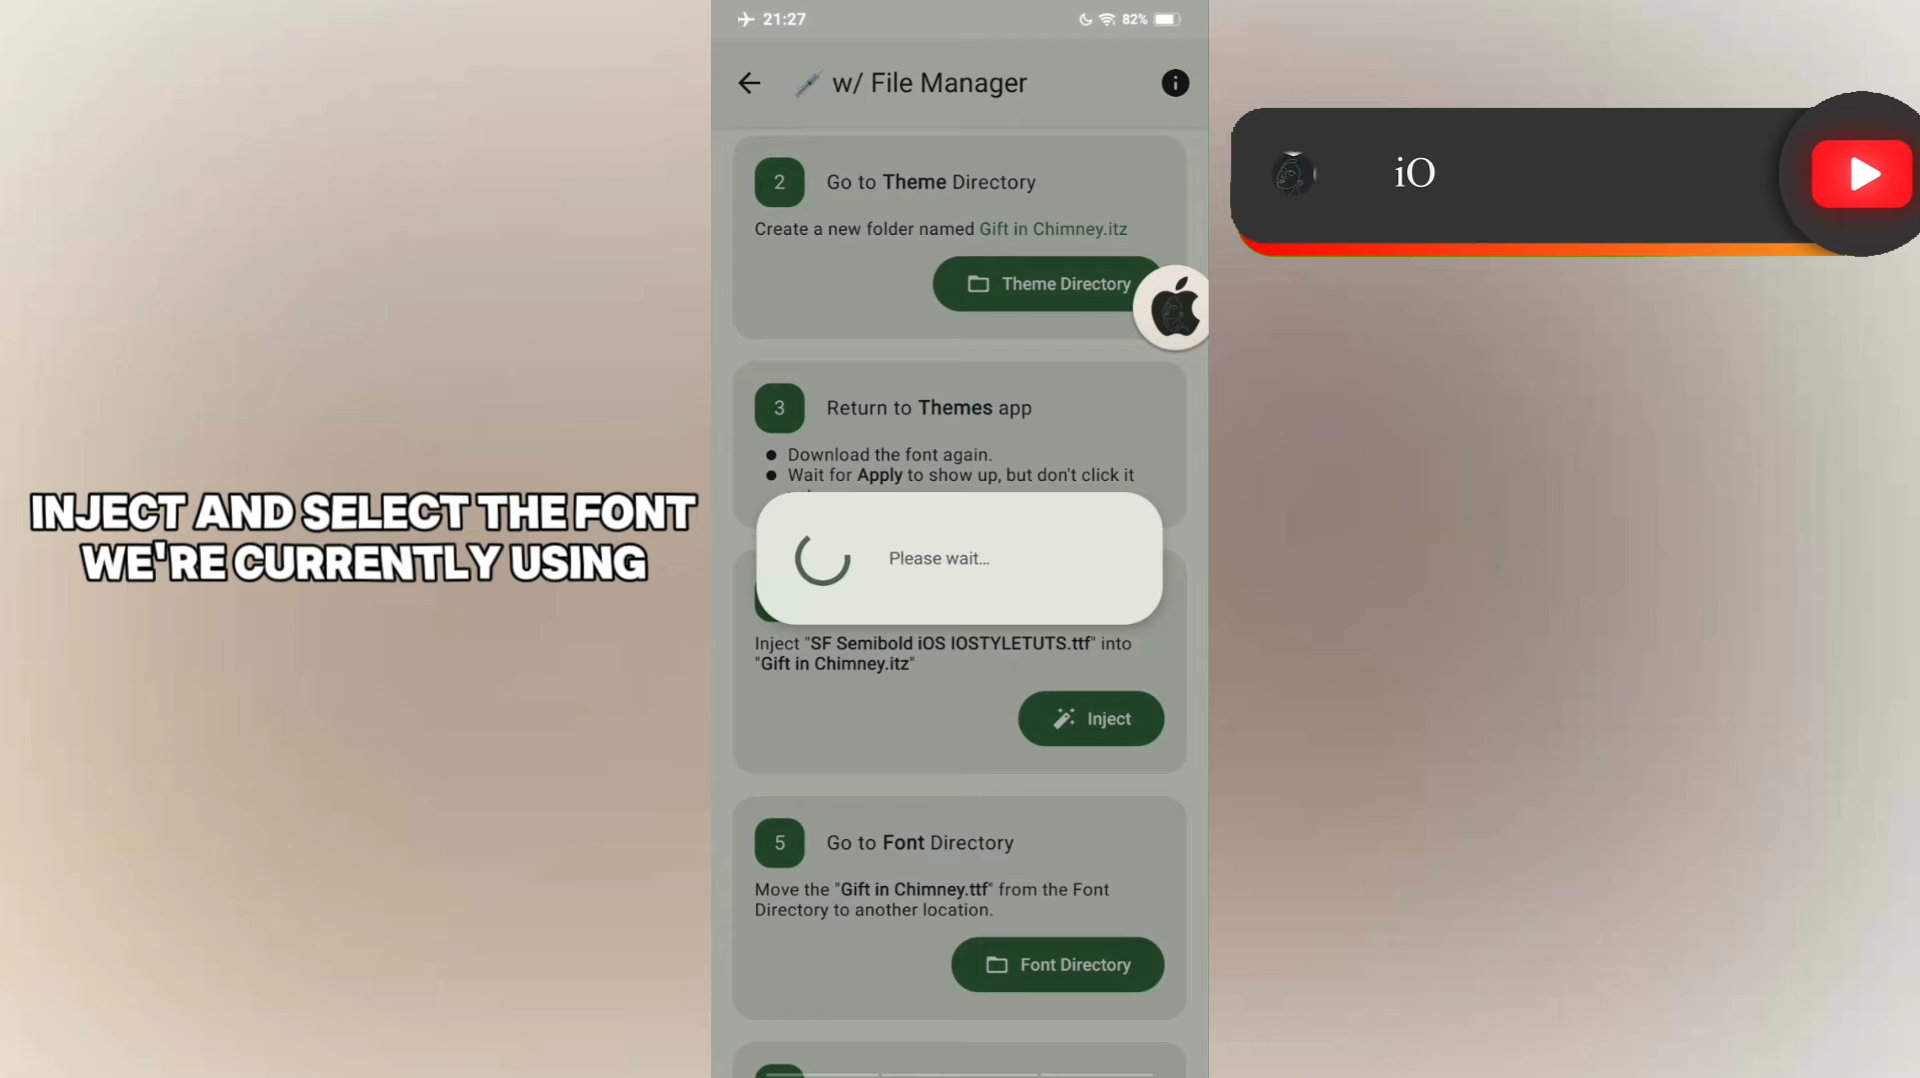 21:27
82%
w/ File Manager
2
Go to Theme Directory
Create a new folder named Gift in Chimney.itz
Theme Directory
3
Return to Themes app
Download the font again.
Wait for Apply to show up, but don't click it
Please wait...
Inject "SF Semibold iOS IOSTYLETUTS.ttf" into
"Gift in Chimney.itz"
Inject
5
Go to Font Directory
Move the "Gift in Chimney.ttf" from the Font
Directory to another location.
Font Directory
INJECT AND SELECT THE FONT
WE'RE CURRENTLY USING
iO